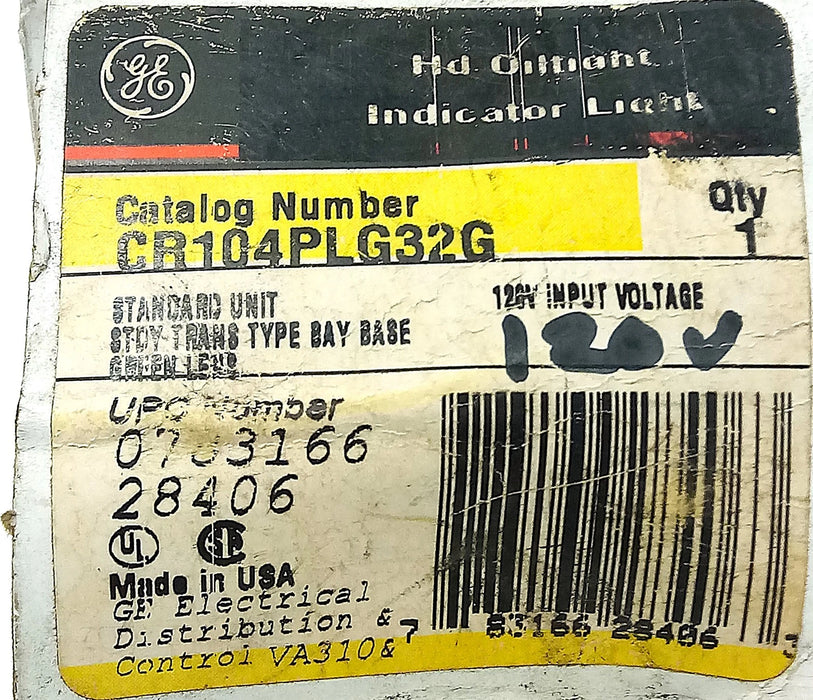 GE
Hd Oiltight
Indicator Light
Catalog Number
CR104PLG32G
Qty
1
STANDARD UNIT
STDY-TRANS TYPE BAY BASE
GREEN LENS
120V INPUT VOLTAGE
120V
UPC Number
0783166
28406
UL
Made in USA
GE Electrical
Distribution &
Control VA310&
7 83166 28406 3